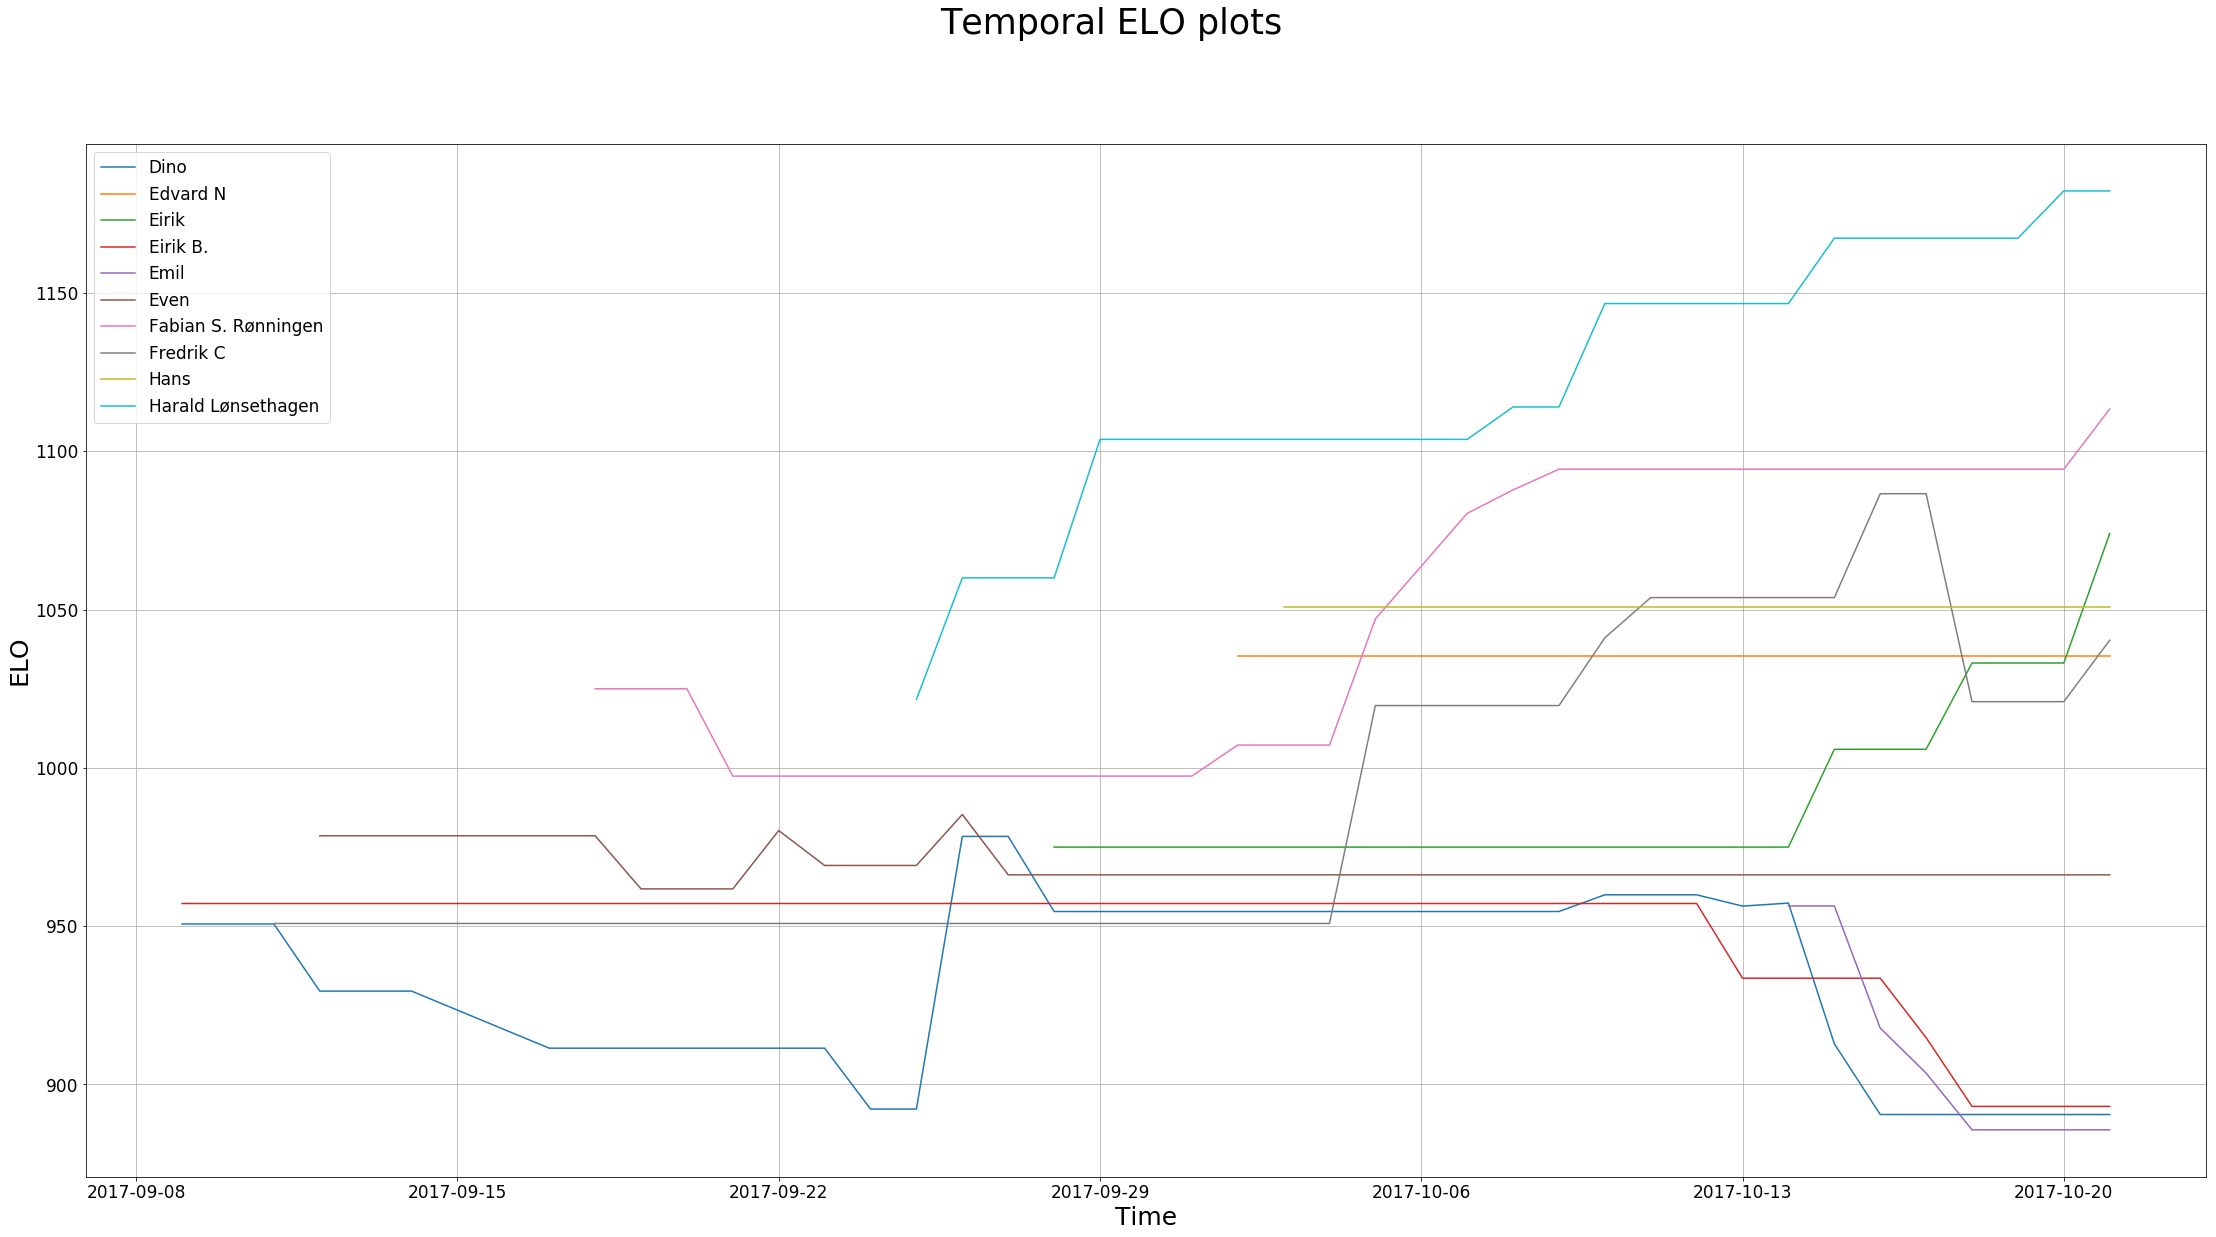 Temporal ELO plots
Dino
Edvard N
Eirik
Eirik B.
Emil
Even
Fabian S. Rønningen
Fredrik C
Hans
Harald Lønsethagen
1150
1100
1050
1000
950
900
ELO
2017-09-08 2017-09-15 2017-09-22 2017-09-29 2017-10-06 2017-10-13 2017-10-20
Time